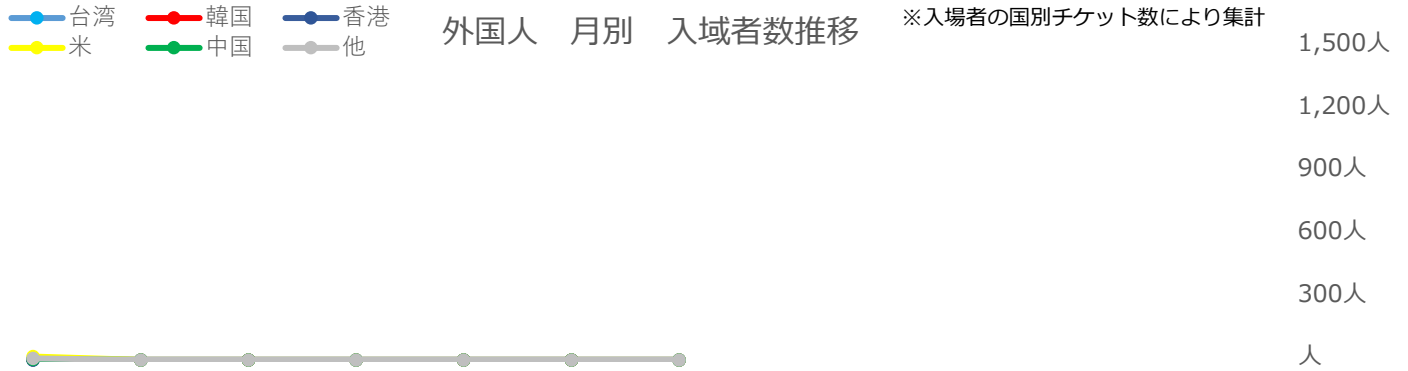 台湾 韓国 香港
米 中国 他
外国人 月別 入域者数推移
※入場者の国別チケット数により集計
1,500人
1,200人
900人
600人
300人
人